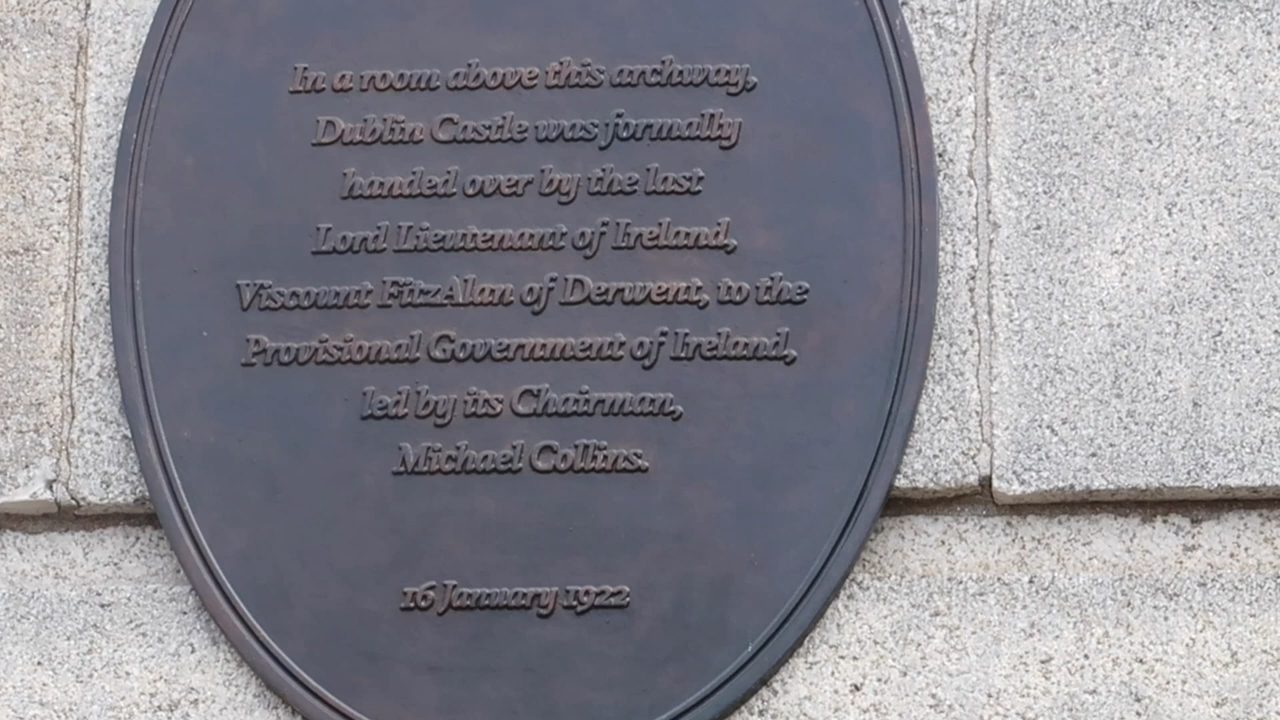 In a room above this archway,
Dublin Castle was formally
handed over by the last
Lord Lieutenant of Ireland,
Viscount FitzAlan of Derwent, to the
Provisional Government of Ireland,
led by its Chairman,
Michael Collins.
16 January 1922